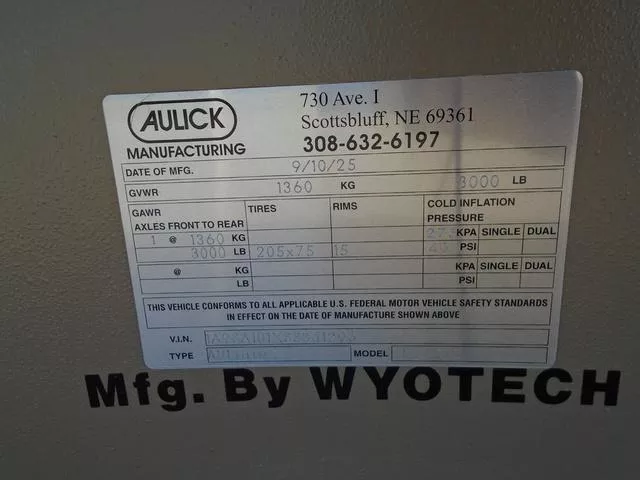 AULICK
MANUFACTURING
730 Ave. I
Scottsbluff, NE 69361
308-632-6197
DATE OF MFG. 9/10/25
GVWR 1360 KG 3000 LB
GAWR TIRES RIMS COLD INFLATION
AXLES FRONT TO REAR PRESSURE
1 @ 1360 KG KPA SINGLE DUAL
3000 LB 205x75 15 PSI
@ KG KPA SINGLE DUAL
LB PSI
THIS VEHICLE CONFORMS TO ALL APPLICABLE U.S. FEDERAL MOTOR VEHICLE SAFETY STANDARDS
IN EFFECT ON THE DATE OF MANUFACTURE SHOWN ABOVE
V.I.N.
TYPE MODEL
Mfg. By WYOTECH